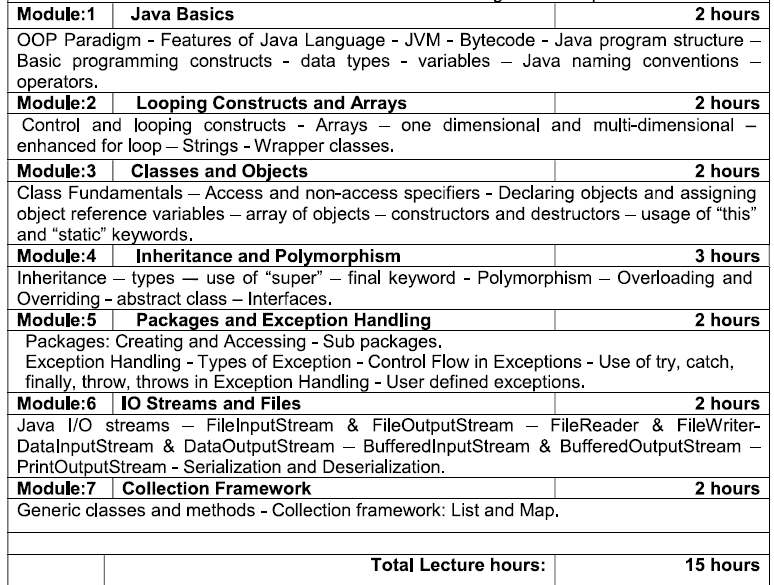 Module:1 Java Basics 2 hours
OOP Paradigm - Features of Java Language - JVM - Bytecode - Java program structure –
Basic programming constructs - data types - variables – Java naming conventions –
operators.
Module:2 Looping Constructs and Arrays 2 hours
Control and looping constructs - Arrays – one dimensional and multi-dimensional –
enhanced for loop – Strings - Wrapper classes.
Module:3 Classes and Objects 2 hours
Class Fundamentals – Access and non-access specifiers - Declaring objects and assigning
object reference variables – array of objects – constructors and destructors – usage of “this”
and “static” keywords.
Module:4 Inheritance and Polymorphism 3 hours
Inheritance – types –- use of “super” – final keyword - Polymorphism – Overloading and
Overriding - abstract class – Interfaces.
Module:5 Packages and Exception Handling 2 hours
Packages: Creating and Accessing - Sub packages.
Exception Handling - Types of Exception - Control Flow in Exceptions - Use of try, catch,
finally, throw, throws in Exception Handling - User defined exceptions.
Module:6 IO Streams and Files 2 hours
Java I/O streams – FileInputStream & FileOutputStream – FileReader & FileWriter-
DataInputStream & DataOutputStream – BufferedInputStream & BufferedOutputStream –
PrintOutputStream - Serialization and Deserialization.
Module:7 Collection Framework 2 hours
Generic classes and methods - Collection framework: List and Map.
Total Lecture hours: 15 hours